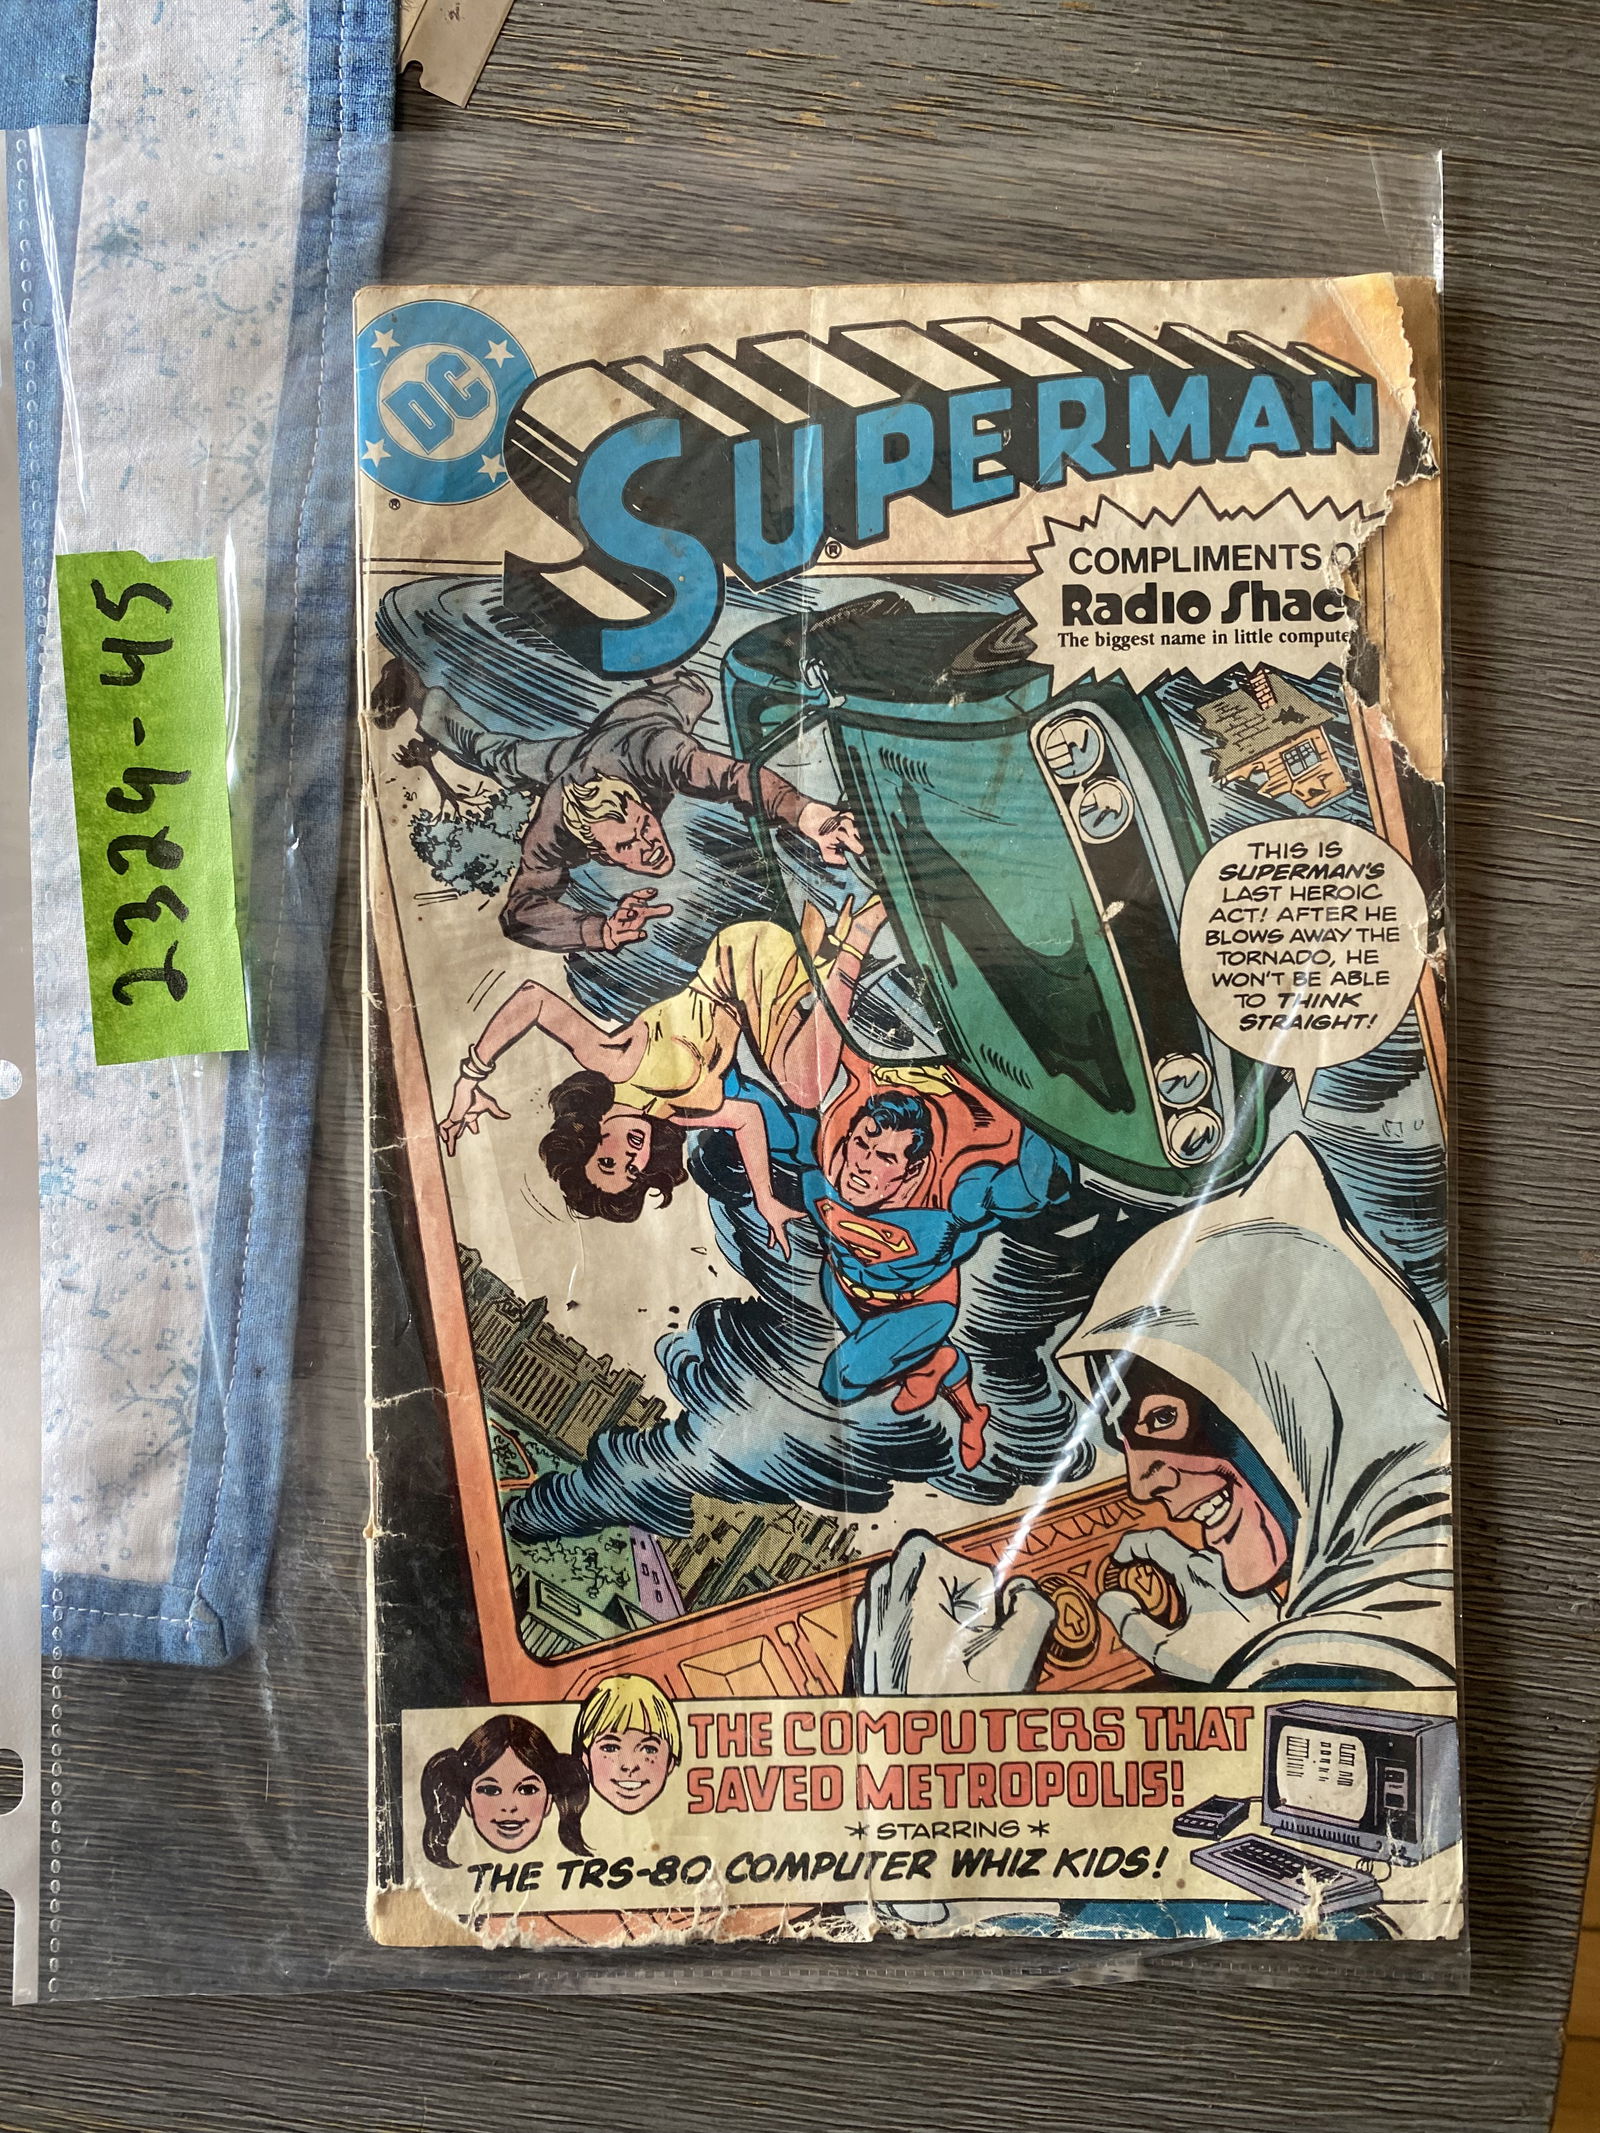 2329-45
DC
®
SUPERMAN
®
COMPLIMENTS O
Radio Shac
The biggest name in little compute
THIS IS
SUPERMAN'S
LAST HEROIC
ACT! AFTER HE
BLOWS AWAY THE
TORNADO, HE
WON'T BE ABLE
TO THINK
STRAIGHT!
S
THE COMPUTERS THAT
SAVED METROPOLIS!
*STARRING*
THE TRS-80 COMPUTER WHIZ KIDS!